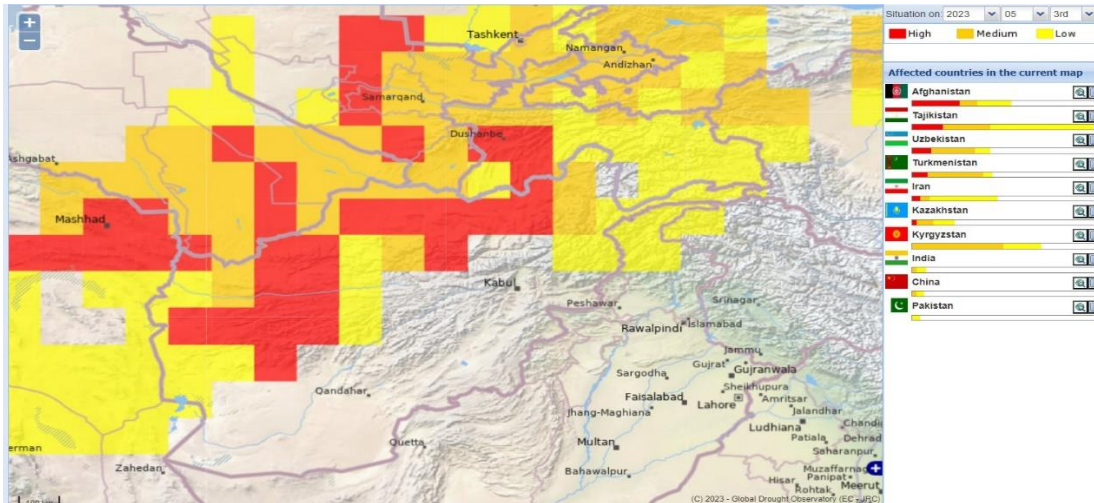 Situation on: 2023 05 3rd
High Medium Low
Affected countries in the current map
Afghanistan
Tajikistan
Uzbekistan
Turkmenistan
Iran
Kazakhstan
Kyrgyzstan
India
China
Pakistan
+
−
Tashkent
Namangan
Andizhan
Samarqand
Dushanbe
Ashgabat
Mashhad
Kabul
Peshawar
Srinagar
Rawalpindi
Islamabad
Jammu
Gujrat
Gujranwala
Sargodha
Sheikhupura
Qandahar
Faisalabad
Lahore
Amritsar
Jhang-Maghiana
Jalandhar
Ludhiana
Quetta
Multan
Patiala
erman
Saharanpur
Zahedan
Bahawalpur
Muzaffarnag
Panipat
Hisar
Meerut
Rohtak
(C) 2023 - Global Drought Observatory (EC - JRC)